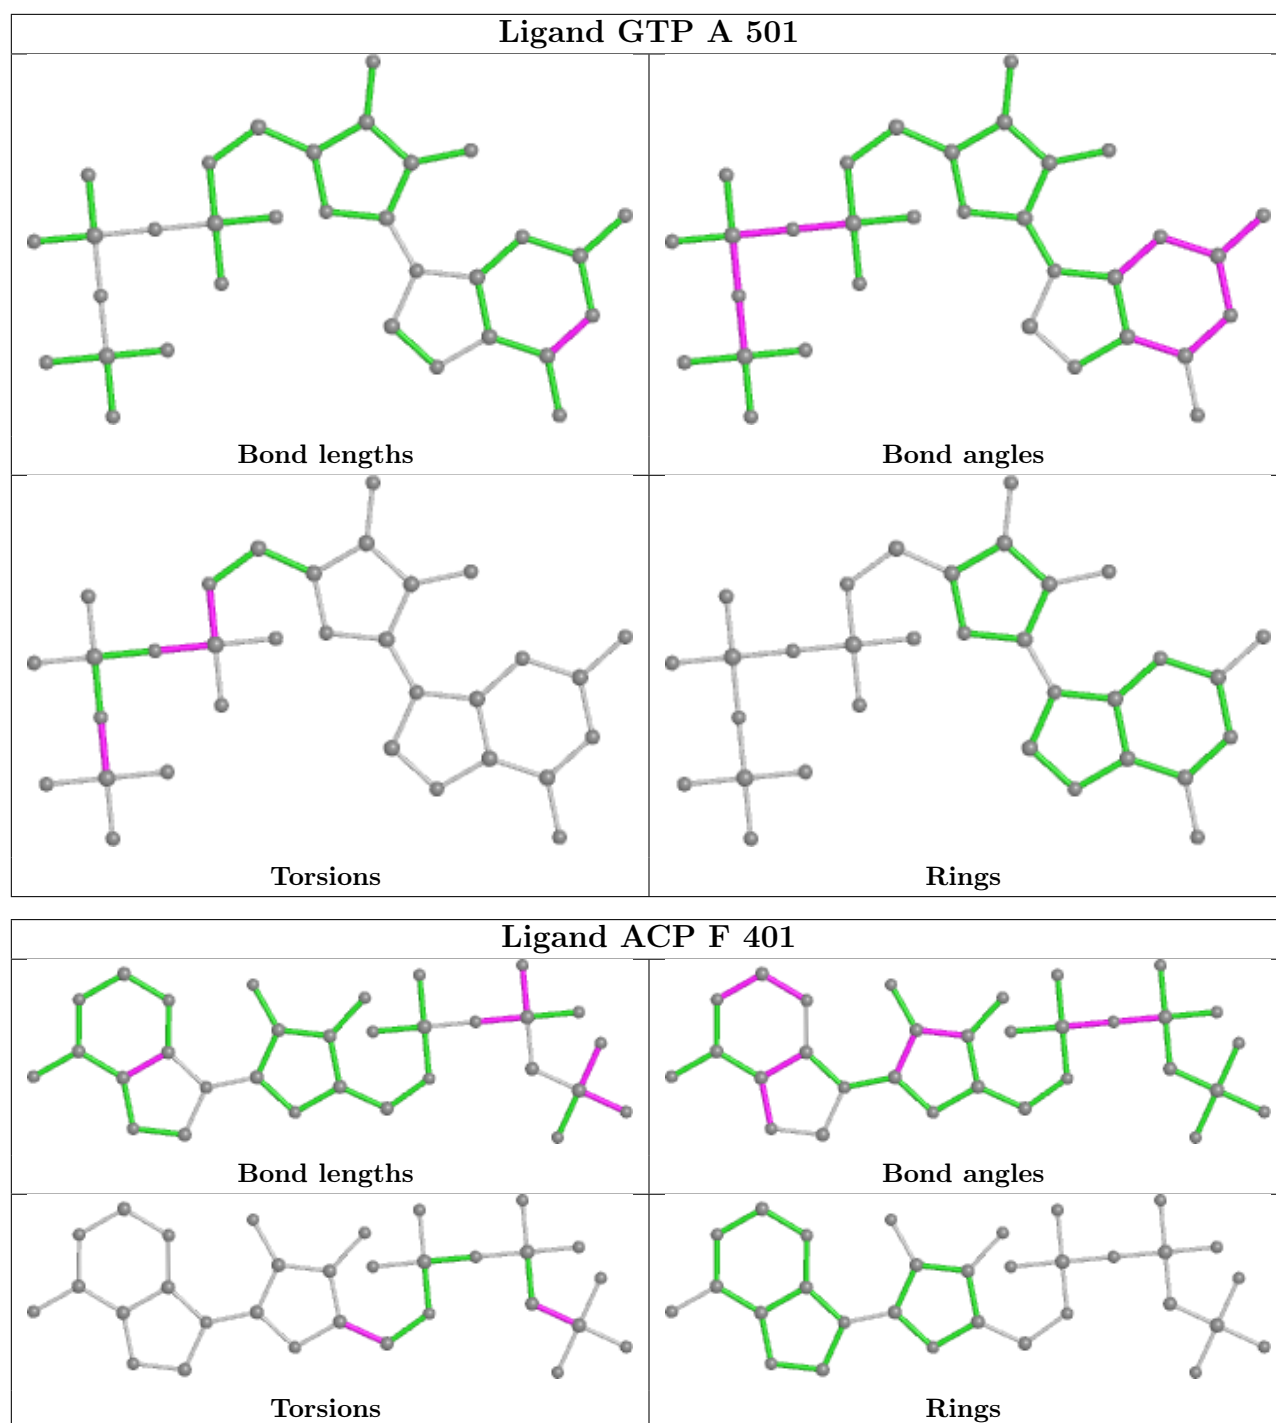 Ligand GTP A 501
Bond lengths
Bond angles
Torsions
Rings
Ligand ACP F 401
Bond lengths
Bond angles
Torsions
Rings